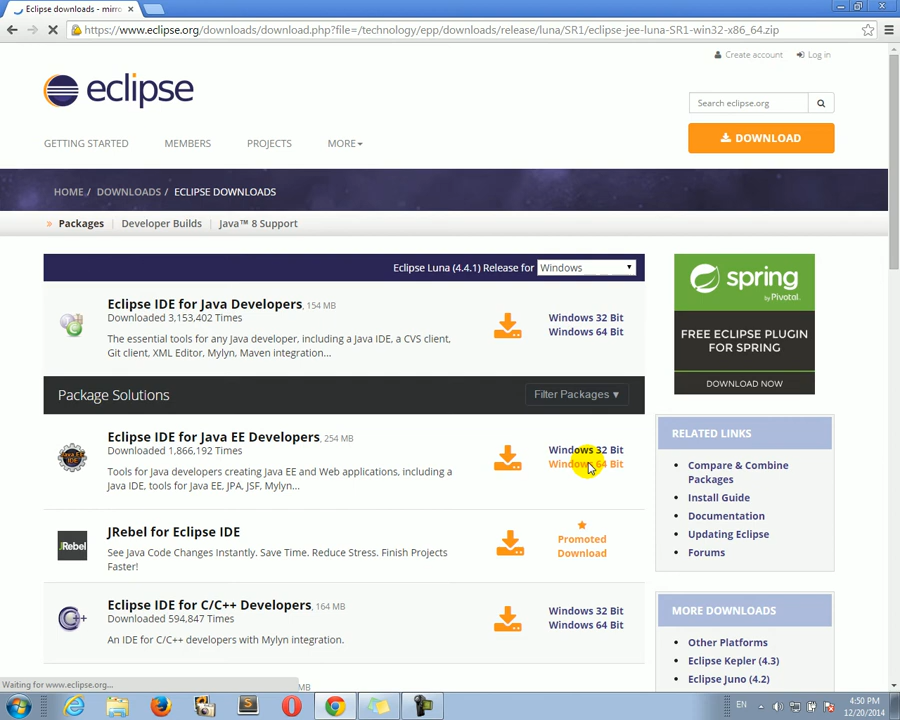 Eclipse downloads - mirro
https://www.eclipse.org/downloads/download.php?file=/technology/epp/downloads/release/luna/SR1/eclipse-jee-luna-SR1-win32-x86_64.zip
Create account
Log in
eclipse
Search eclipse.org
DOWNLOAD
GETTING STARTED
MEMBERS
PROJECTS
MORE
HOME / DOWNLOADS / ECLIPSE DOWNLOADS
Packages
Developer Builds
Java™ 8 Support
Eclipse Luna (4.4.1) Release for
Windows
Eclipse IDE for Java Developers, 154 MB
Downloaded 3,153,402 Times
The essential tools for any Java developer, including a Java IDE, a CVS client,
Git client, XML Editor, Mylyn, Maven integration...
Windows 32 Bit
Windows 64 Bit
Package Solutions
Filter Packages ▼
Eclipse IDE for Java EE Developers, 254 MB
Downloaded 1,866,192 Times
Tools for Java developers creating Java EE and Web applications, including a
Java IDE, tools for Java EE, JPA, JSF, Mylyn...
Windows 32 Bit
Windows 64 Bit
JAVA EE
IDE
JRebel
JRebel for Eclipse IDE
See Java Code Changes Instantly. Save Time. Reduce Stress. Finish Projects
Faster!
Promoted
Download
C++
Eclipse IDE for C/C++ Developers, 164 MB
Downloaded 594,847 Times
An IDE for C/C++ developers with Mylyn integration.
Windows 32 Bit
Windows 64 Bit
spring
by Pivotal
FREE ECLIPSE PLUGIN
FOR SPRING
DOWNLOAD NOW
RELATED LINKS
Compare & Combine
Packages
Install Guide
Documentation
Updating Eclipse
Forums
MORE DOWNLOADS
Other Platforms
Eclipse Kepler (4.3)
Eclipse Juno (4.2)
Waiting for www.eclipse.org...
MB
EN
4:50 PM
12/20/2014